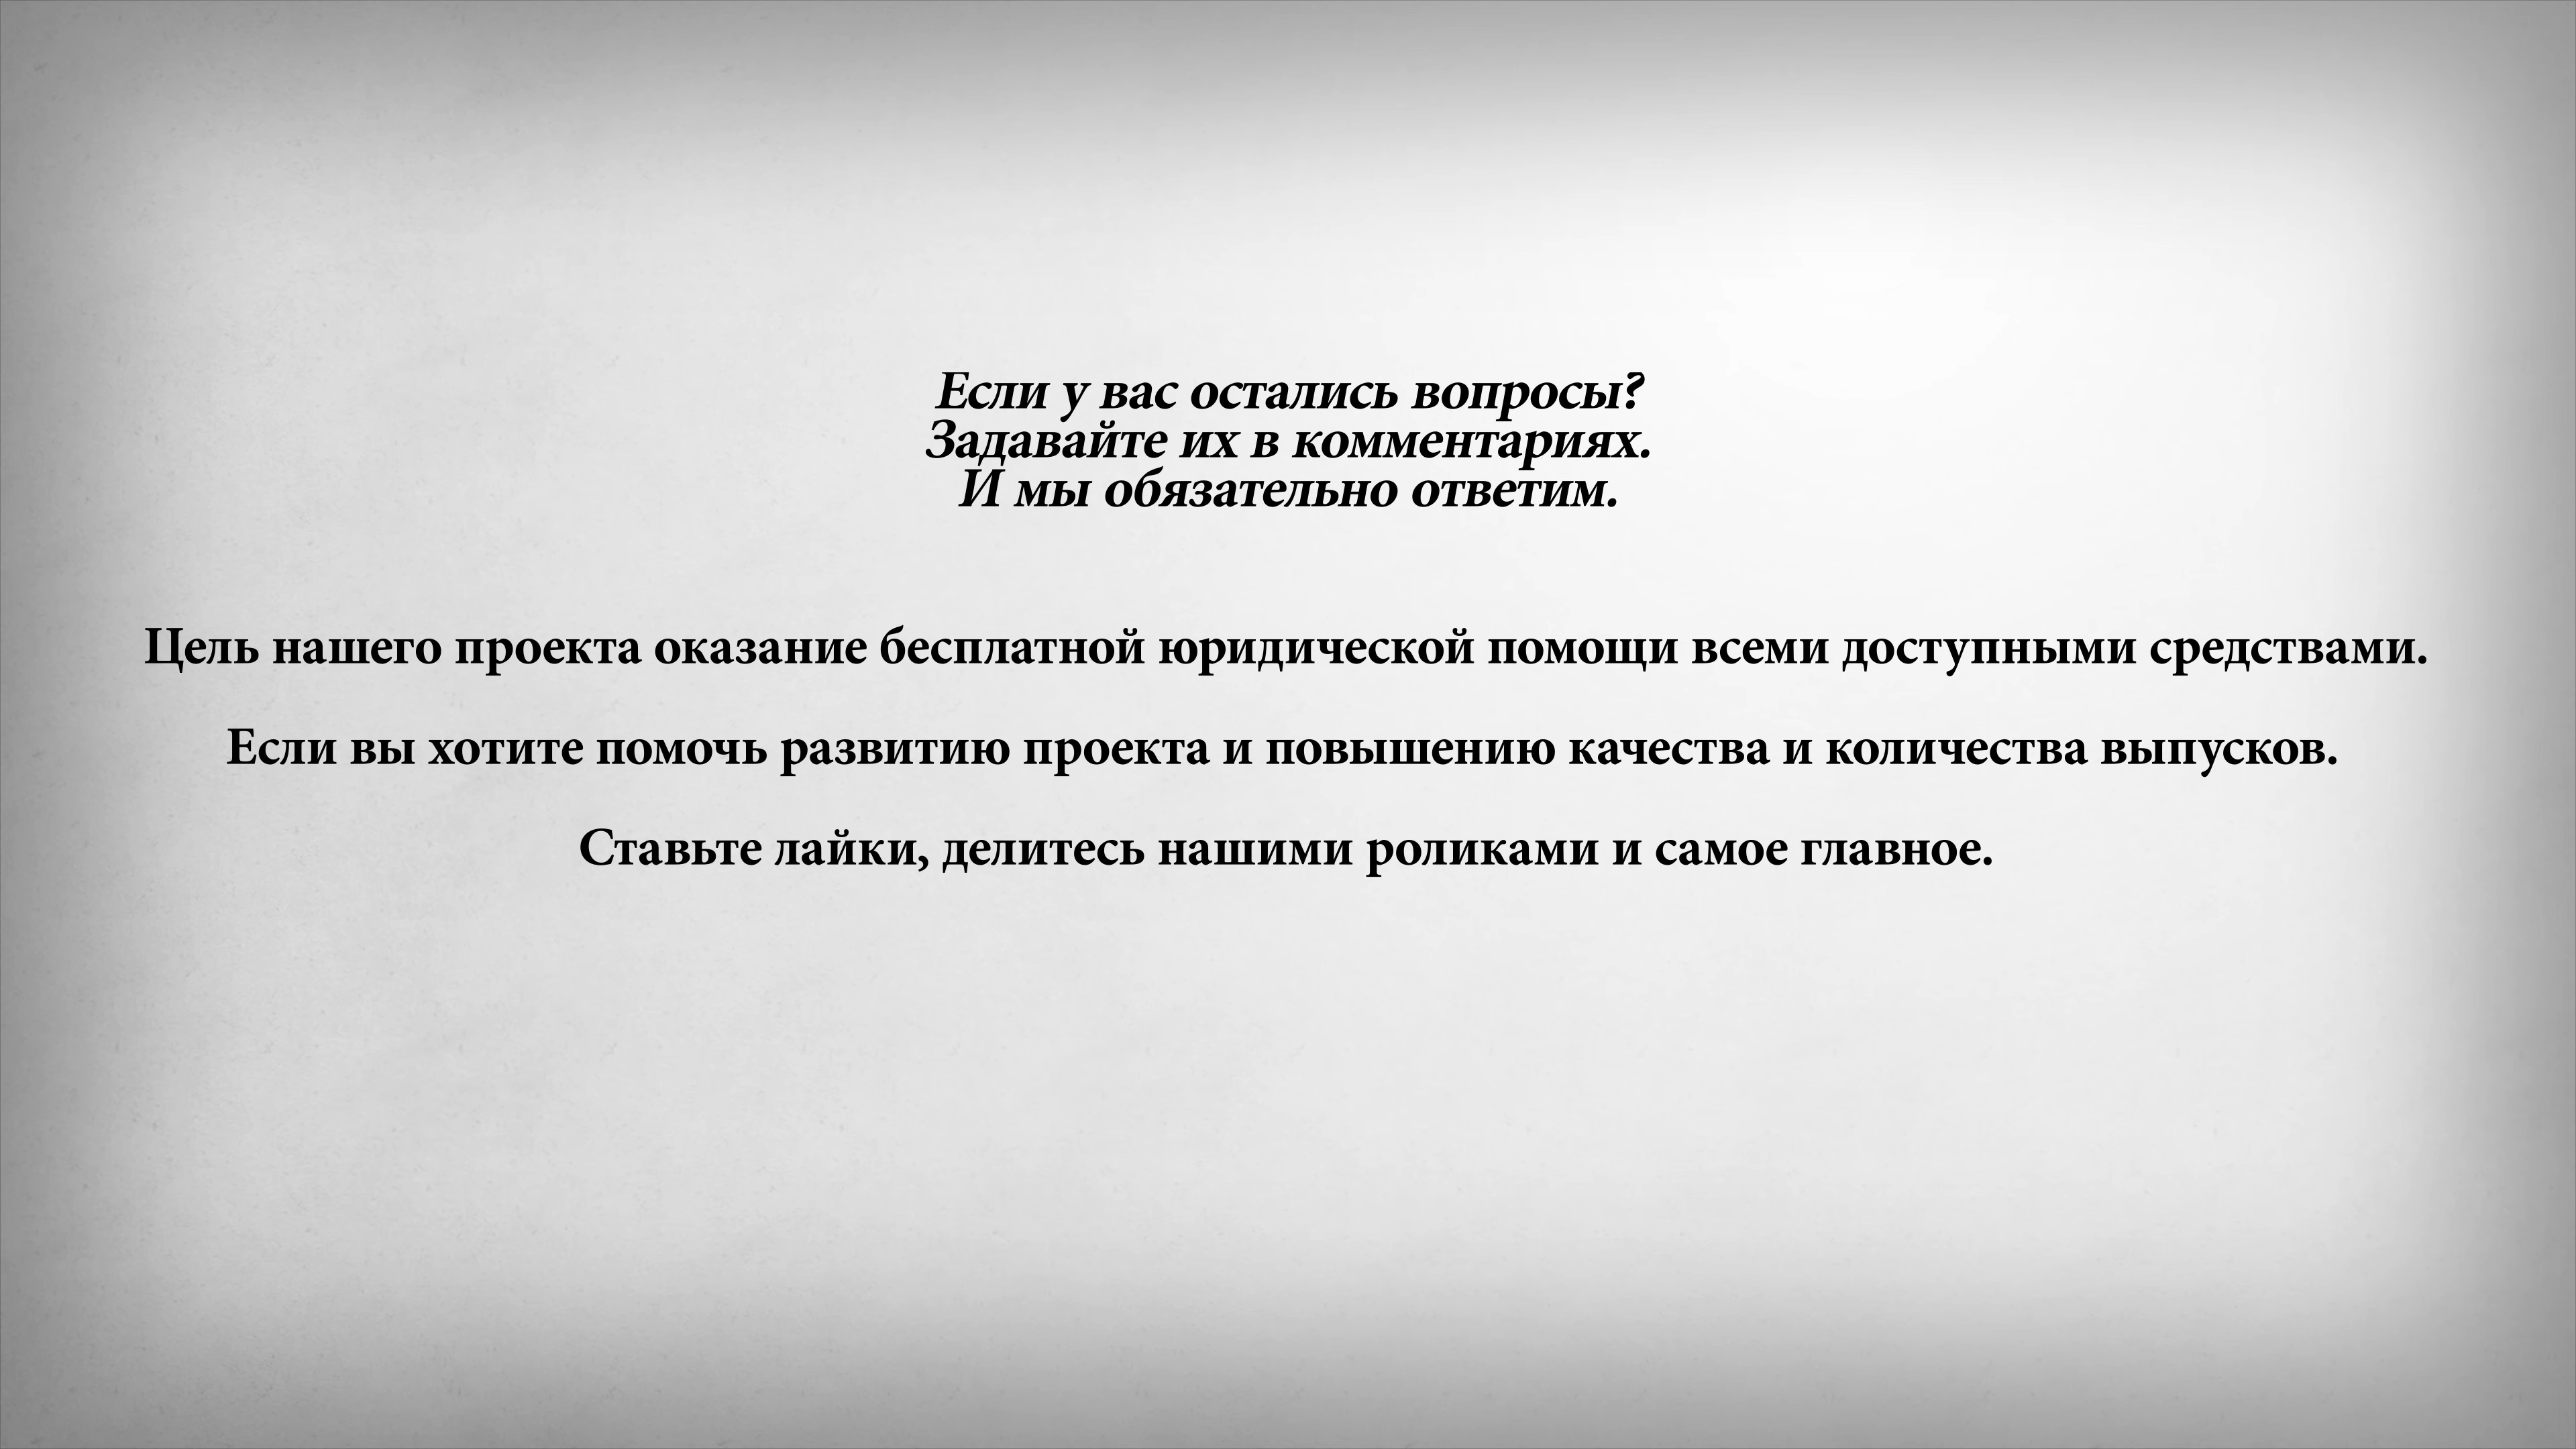 Если у вас остались вопросы?
Задавайте их в комментариях.
И мы обязательно ответим.
Цель нашего проекта оказание бесплатной юридической помощи всеми доступными средствами.
Если вы хотите помочь развитию проекта и повышению качества и количества выпусков.
Ставьте лайки, делитесь нашими роликами и самое главное.